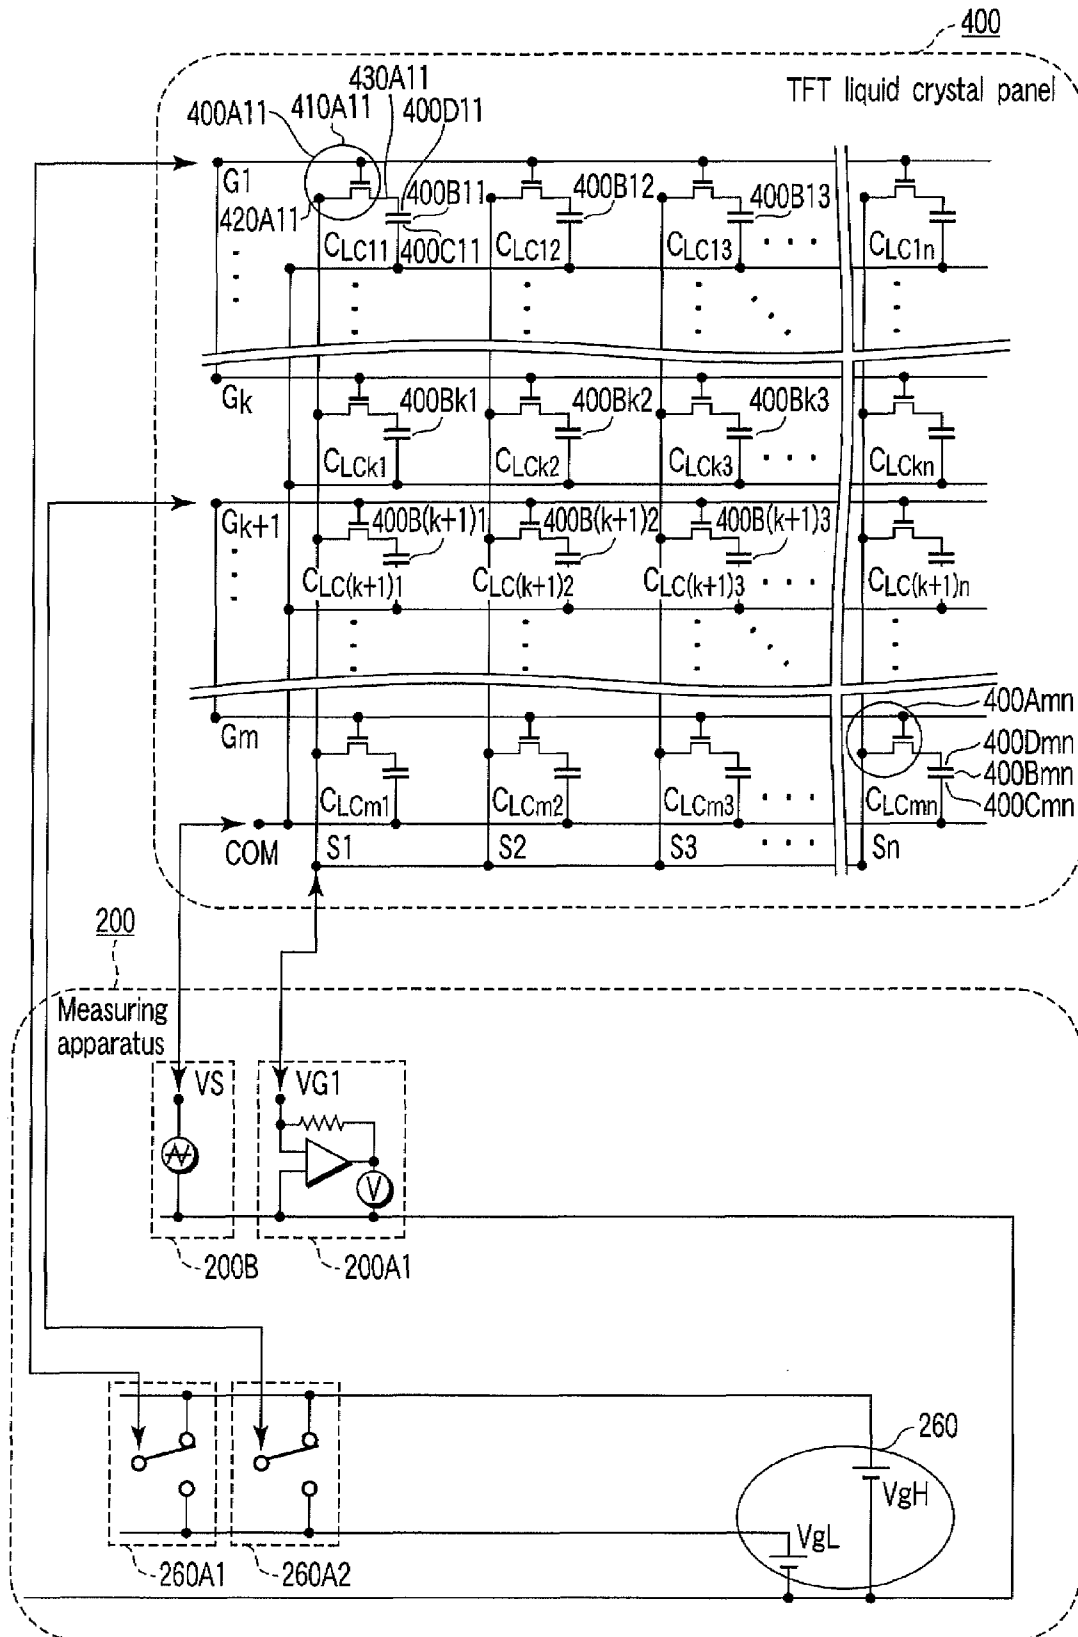 400
TFT liquid crystal panel
430A11
410A11
400D11
400A11
G1
400B11
400B12
400B13
420A11
400C11
CLC11
CLC12
CLC13
CLC1n
Gk
400Bk1
400Bk2
400Bk3
CLCk1
CLCk2
CLCk3
CLCkn
Gk+1
400B(k+1)1
400B(k+1)2
400B(k+1)3
CLC(k+1)1
CLC(k+1)2
CLC(k+1)3
CLC(k+1)n
400Amn
Gm
400Dmn
400Bmn
400Cmn
CLCm1
CLCm2
CLCm3
CLCmn
COM
S1
S2
S3
Sn
200
Measuring
apparatus
VS
VG1
V
200B
200A1
260
VgH
VgL
260A1
260A2